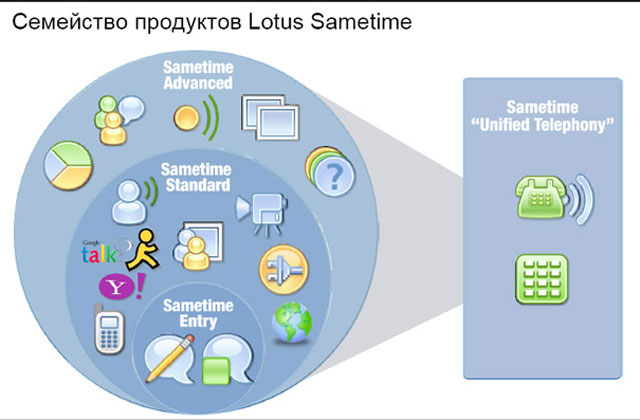 Семейство продуктов Lotus Sametime
Sametime
Advanced
Sametime
Standard
Google
talk
Y!
Sametime
Entry
?
Sametime
“Unified Telephony”